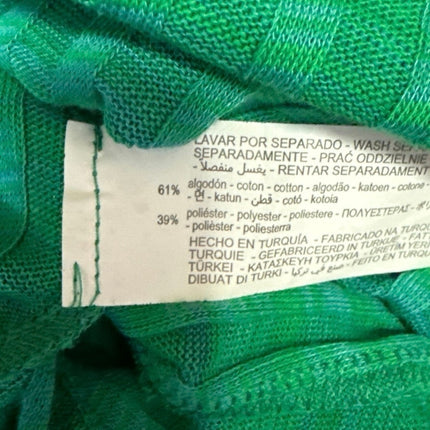 LAVAR POR SEPARADO - WASH
SEPARADAMENTE - PRAĆ ODDZIELNIE
يغسل منفصلا - RENTAR SEPARADAMENT
61% algodón - coton - cotton - algodão - katoen - cotone
- 면 - katun - قطن - cotó - kotoia
39% poliéster - polyester - poliestere - ΠΟΛΥΕΣΤΕΡΑΣ
- polièster - poliesterra
HECHO EN TURQUÍA - FABRICADO NA TURQ
TURQUIE - GEFABRICEERD IN TURKIJE - FATT
TÜRKEI - ΚΑΤΑΣΚΕΥΗ ΤΟΥΡΚΙΑ - ÜRETİM YERİ
DIBUAT DI TURKI - صنع في تركيا - FEITO EN TURQU